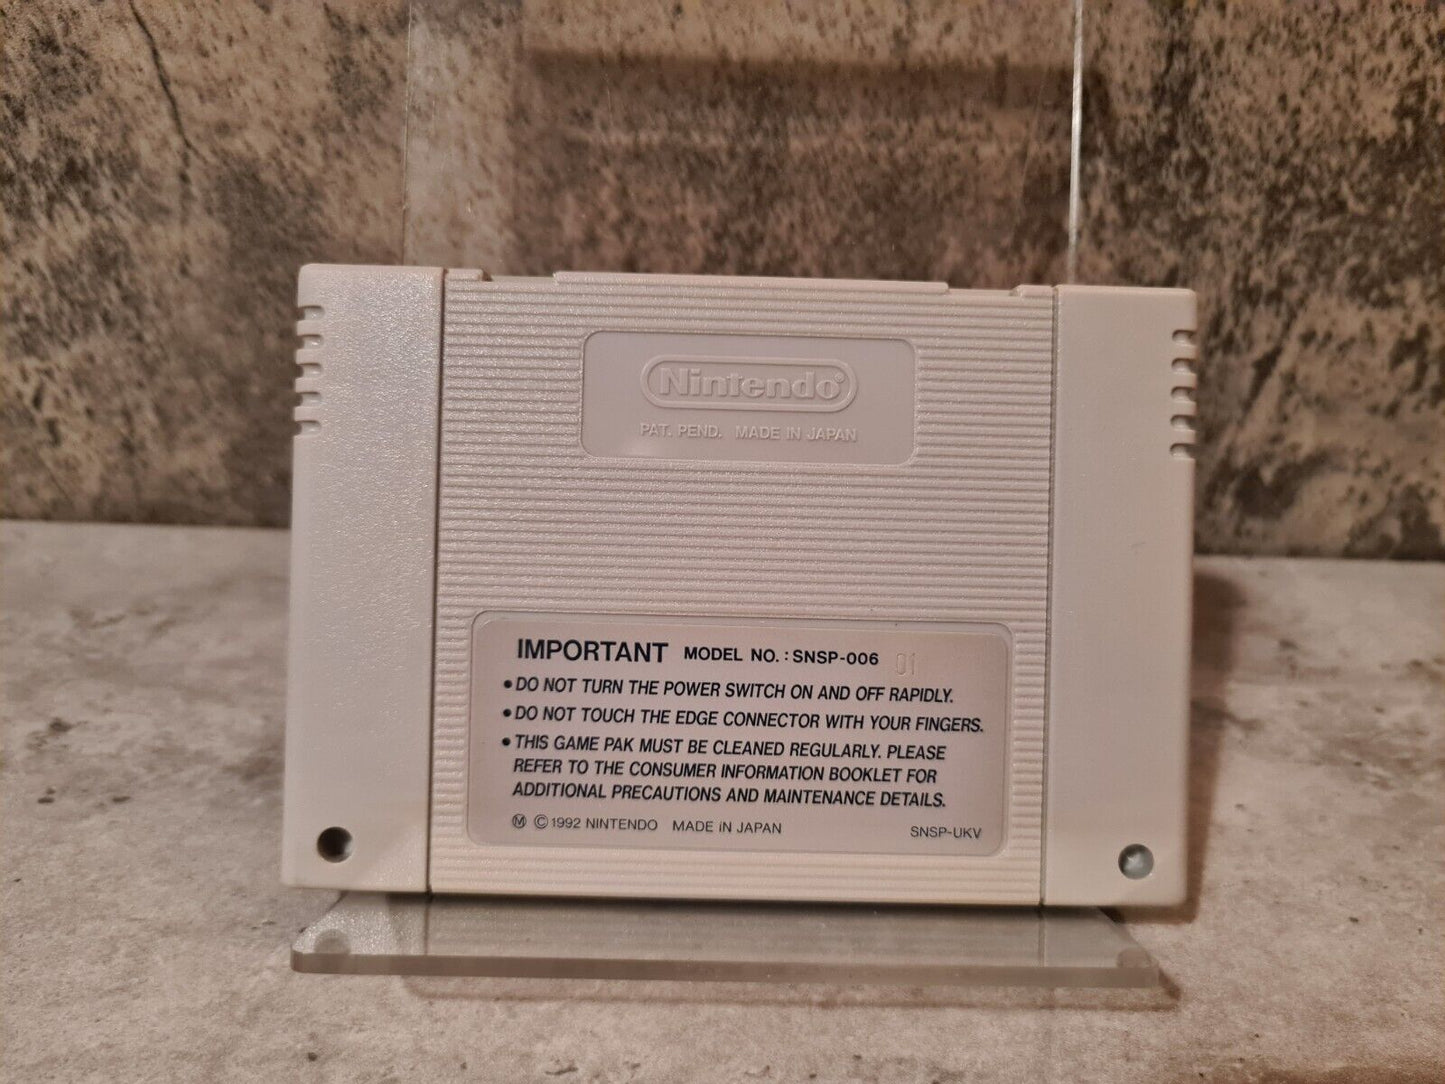 Nintendo®
PAT. PEND. MADE IN JAPAN
IMPORTANT MODEL NO.: SNSP-006 01
• DO NOT TURN THE POWER SWITCH ON AND OFF RAPIDLY.
• DO NOT TOUCH THE EDGE CONNECTOR WITH YOUR FINGERS.
• THIS GAME PAK MUST BE CLEANED REGULARLY. PLEASE
REFER TO THE CONSUMER INFORMATION BOOKLET FOR
ADDITIONAL PRECAUTIONS AND MAINTENANCE DETAILS.
Ⓜ ©1992 NINTENDO MADE IN JAPAN SNSP-UKV